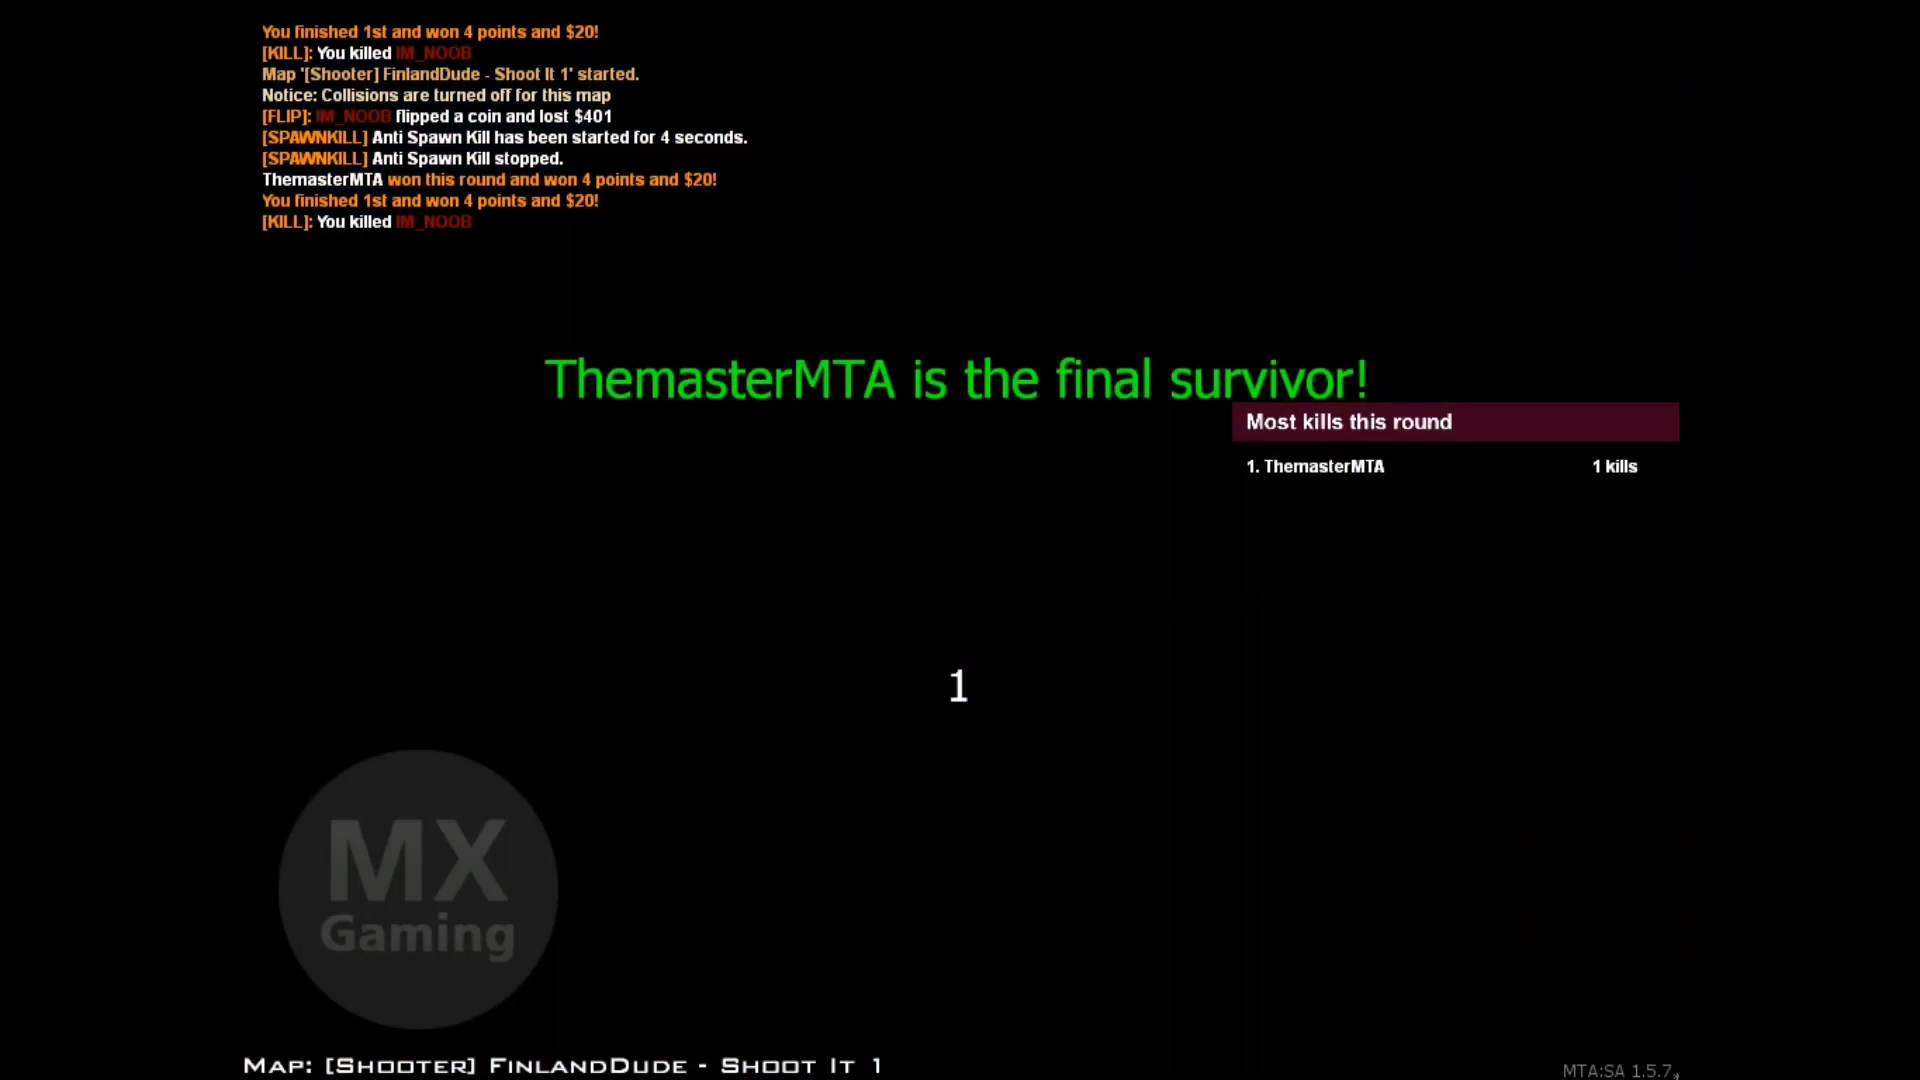 You finished 1st and won 4 points and $20!
[KILL]: You killed IM_NOOB
Map '[Shooter] FinlandDude - Shoot It 1' started.
Notice: Collisions are turned off for this map
[FLIP]: IM_NOOB flipped a coin and lost $401
[SPAWNKILL] Anti Spawn Kill has been started for 4 seconds.
[SPAWNKILL] Anti Spawn Kill stopped.
ThemasterMTA won this round and won 4 points and $20!
You finished 1st and won 4 points and $20!
[KILL]: You killed IM_NOOB
ThemasterMTA is the final survivor!
Most kills this round
1. ThemasterMTA 1 kills
1
MX
Gaming
Map: [Shooter] FinlandDude - Shoot It 1
MTA:SA 1.5.7